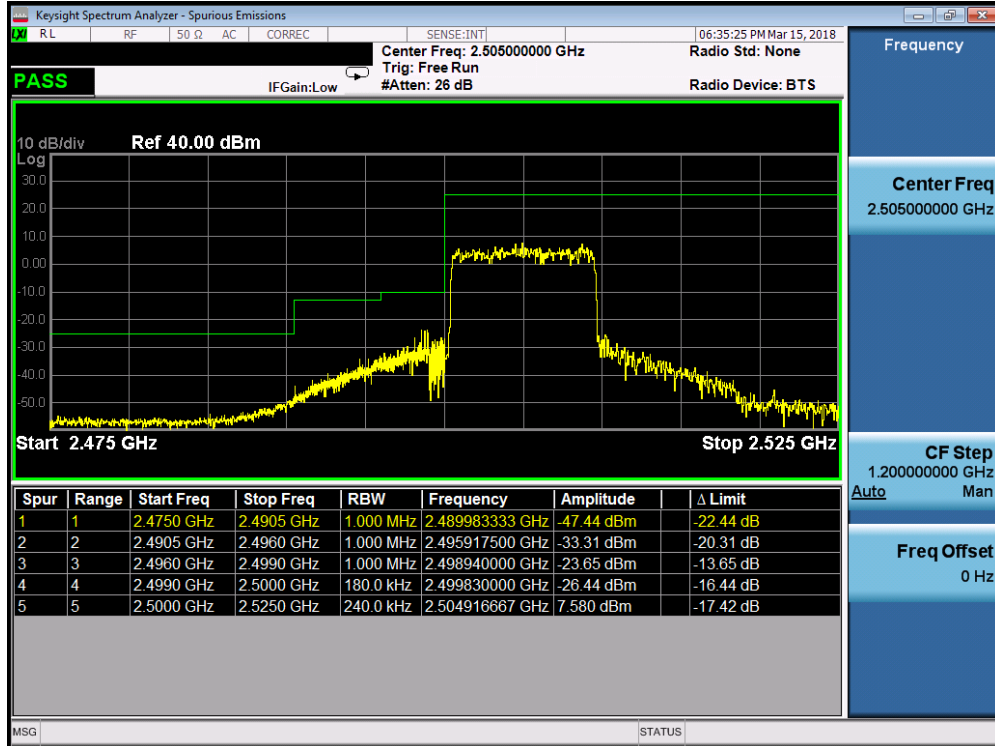 Keysight Spectrum Analyzer - Spurious Emissions
LXI RL RF 50 Ω AC CORREC SENSE:INT 06:35:25 PM Mar 15, 2018
Center Freq: 2.505000000 GHz Radio Std: None
Trig: Free Run
PASS IFGain:Low #Atten: 26 dB Radio Device: BTS
10 dB/div Ref 40.00 dBm
Log
30.0
20.0
10.0
0.00
-10.0
-20.0
-30.0
-40.0
-50.0
Start 2.475 GHz Stop 2.525 GHz
Spur Range Start Freq Stop Freq RBW Frequency Amplitude Δ Limit
1 1 2.4750 GHz 2.4905 GHz 1.000 MHz 2.489983333 GHz -47.44 dBm -22.44 dB
2 2 2.4905 GHz 2.4960 GHz 1.000 MHz 2.495917500 GHz -33.31 dBm -20.31 dB
3 3 2.4960 GHz 2.4990 GHz 1.000 MHz 2.498940000 GHz -23.65 dBm -13.65 dB
4 4 2.4990 GHz 2.5000 GHz 180.0 kHz 2.499830000 GHz -26.44 dBm -16.44 dB
5 5 2.5000 GHz 2.5250 GHz 240.0 kHz 2.504916667 GHz 7.580 dBm -17.42 dB
MSG STATUS
Frequency
Center Freq
2.505000000 GHz
CF Step
1.200000000 GHz
Auto Man
Freq Offset
0 Hz